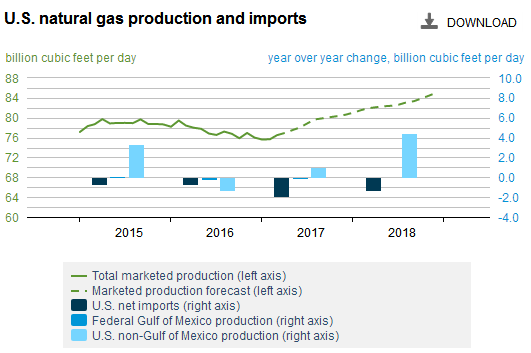 U.S. natural gas production and imports
DOWNLOAD
billion cubic feet per day
year over year change, billion cubic feet per day
88
84
80
76
72
68
64
60
10.0
8.0
6.0
4.0
2.0
0.0
-2.0
-4.0
2015
2016
2017
2018
Total marketed production (left axis)
Marketed production forecast (left axis)
U.S. net imports (right axis)
Federal Gulf of Mexico production (right axis)
U.S. non-Gulf of Mexico production (right axis)